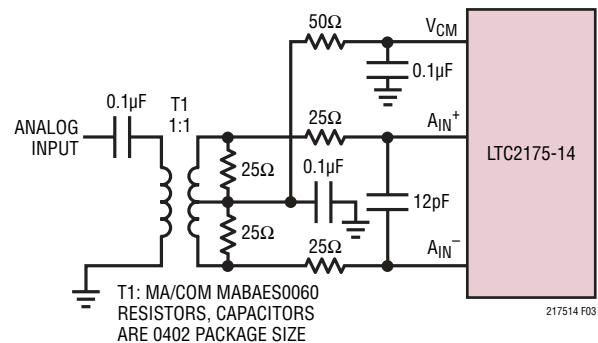 50Ω
VCM
0.1µF
0.1µF
T1
1:1
25Ω
AIN+
ANALOG
INPUT
25Ω
0.1µF
LTC2175-14
12pF
25Ω
25Ω
AIN–
T1: MA/COM MABAES0060
RESISTORS, CAPACITORS
ARE 0402 PACKAGE SIZE
217514 F03